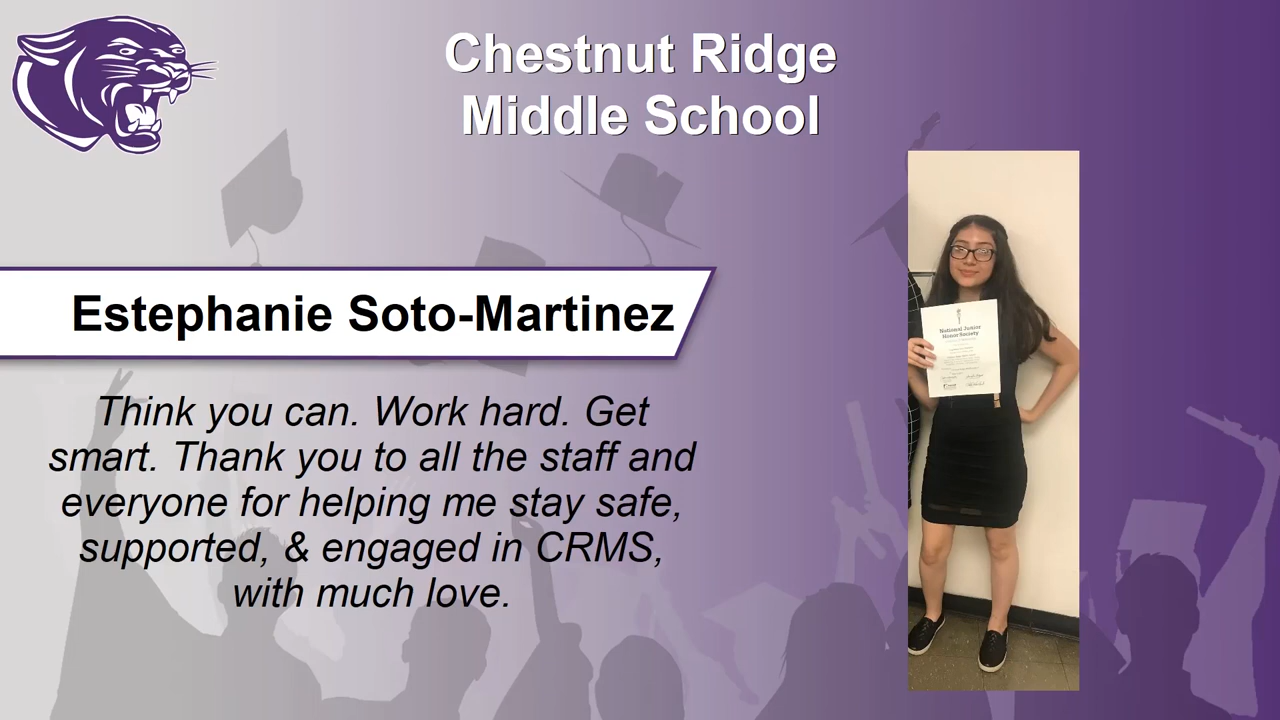 Chestnut Ridge
Middle School
Estephanie Soto-Martinez
Think you can. Work hard. Get
smart. Thank you to all the staff and
everyone for helping me stay safe,
supported, & engaged in CRMS,
with much love.
National Junior
Honor Society